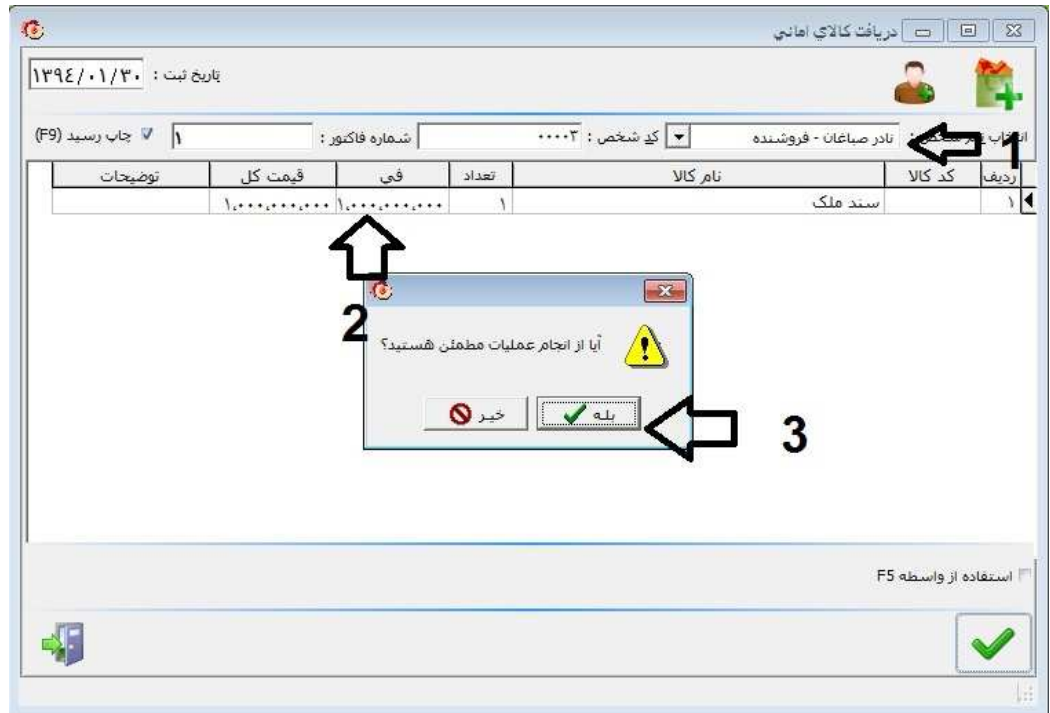 دریافت کالای امانی
تاریخ ثبت : ۱۳۹٤/۰۱/۳۰
نادر صباغان - فروشنده کد شخص : ۰۰۰۰۳ شماره فاکتور : ۱ چاپ رسید (F9)
1
ردیف کد کالا نام کالا تعداد فی قیمت کل توضیحات
۱ سند ملک ۱ ۱,۰۰۰,۰۰۰,۰۰۰ ۱,۰۰۰,۰۰۰,۰۰۰
2
آیا از انجام عملیات مطمئن هستید؟
بله خیر
3
استفاده از واسطه F5